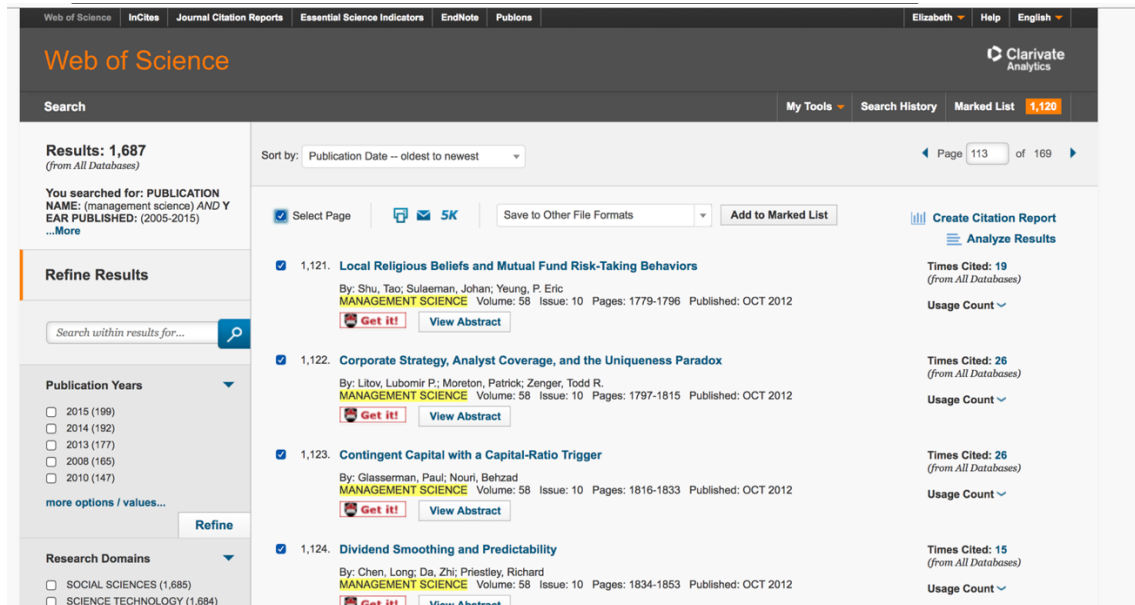 Web of Science InCites Journal Citation Reports Essential Science Indicators EndNote Publons Elizabeth Help English
Web of Science
Clarivate
Analytics
Search My Tools Search History Marked List 1,120
Results: 1,687
(from All Databases)
You searched for: PUBLICATION
NAME: (management science) AND Y
EAR PUBLISHED: (2005-2015)
...More
Sort by: Publication Date -- oldest to newest Page 113 of 169
Select Page 5K Save to Other File Formats Add to Marked List
Create Citation Report
Analyze Results
Refine Results
Search within results for...
Publication Years
2015 (199)
2014 (192)
2013 (177)
2008 (165)
2010 (147)
more options / values...
Refine
Research Domains
SOCIAL SCIENCES (1,685)
SCIENCE TECHNOLOGY (1,684)
1,121. Local Religious Beliefs and Mutual Fund Risk-Taking Behaviors
By: Shu, Tao; Sulaeman, Johan; Yeung, P. Eric
MANAGEMENT SCIENCE Volume: 58 Issue: 10 Pages: 1779-1796 Published: OCT 2012
Get it! View Abstract
Times Cited: 19
(from All Databases)
Usage Count
1,122. Corporate Strategy, Analyst Coverage, and the Uniqueness Paradox
By: Litov, Lubomir P.; Moreton, Patrick; Zenger, Todd R.
MANAGEMENT SCIENCE Volume: 58 Issue: 10 Pages: 1797-1815 Published: OCT 2012
Get it! View Abstract
Times Cited: 26
(from All Databases)
Usage Count
1,123. Contingent Capital with a Capital-Ratio Trigger
By: Glasserman, Paul; Nouri, Behzad
MANAGEMENT SCIENCE Volume: 58 Issue: 10 Pages: 1816-1833 Published: OCT 2012
Get it! View Abstract
Times Cited: 26
(from All Databases)
Usage Count
1,124. Dividend Smoothing and Predictability
By: Chen, Long; Da, Zhi; Priestley, Richard
MANAGEMENT SCIENCE Volume: 58 Issue: 10 Pages: 1834-1853 Published: OCT 2012
Get it! View Abstract
Times Cited: 15
(from All Databases)
Usage Count